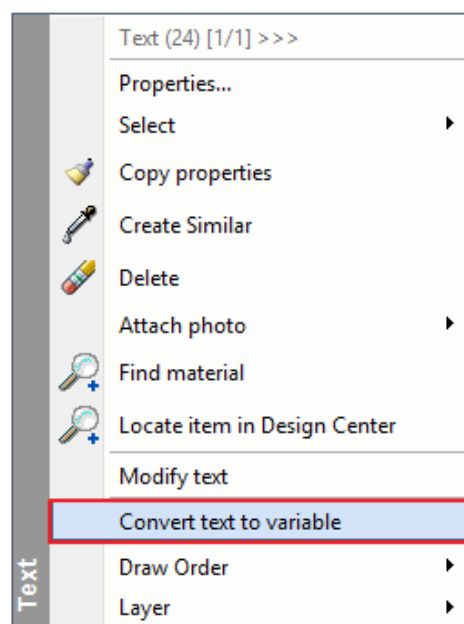 Text (24) [1/1] >>>
Properties...
Select
Copy properties
Create Similar
Delete
Attach photo
Find material
Locate item in Design Center
Modify text
Convert text to variable
Draw Order
Layer
Text